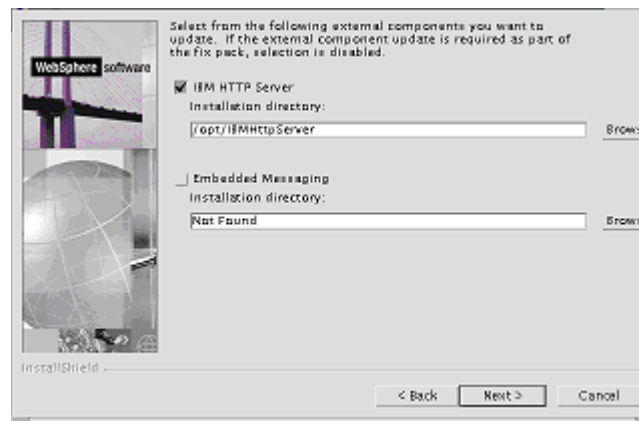 Select from the following external components you want to
update. If the external component update is required as part of
the fix pack, selection is disabled.
WebSphere software
IBM HTTP Server
Installation directory:
/opt/IBMHttpServer
Brows
Embedded Messaging
Installation directory:
Not Found
Brows
InstallShield
< Back
Next >
Cancel